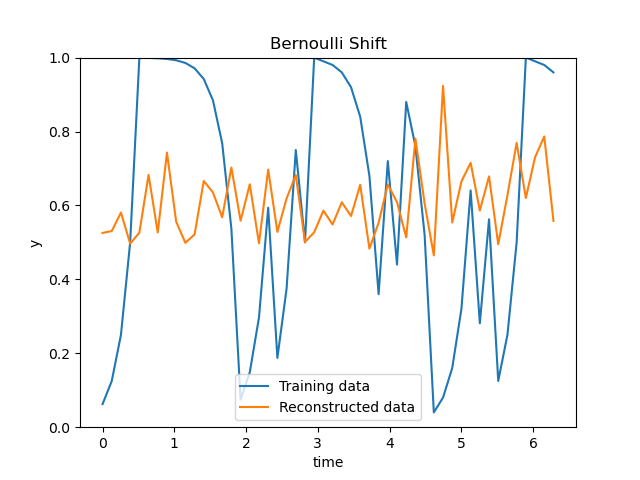 Bernoulli Shift
1.0
0.8
0.6
0.4
0.2
0.0
y
0 1 2 3 4 5 6
time
Training data
Reconstructed data